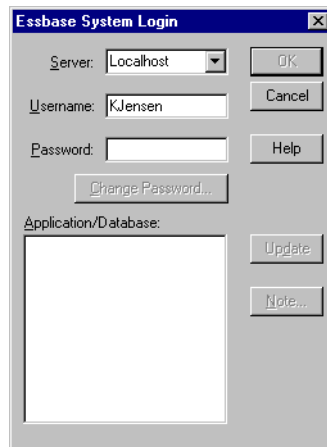 Essbase System Login
Server: Localhost OK
Cancel
Username: KJensen
Password: Help
Change Password...
Application/Database:
Update
Note...